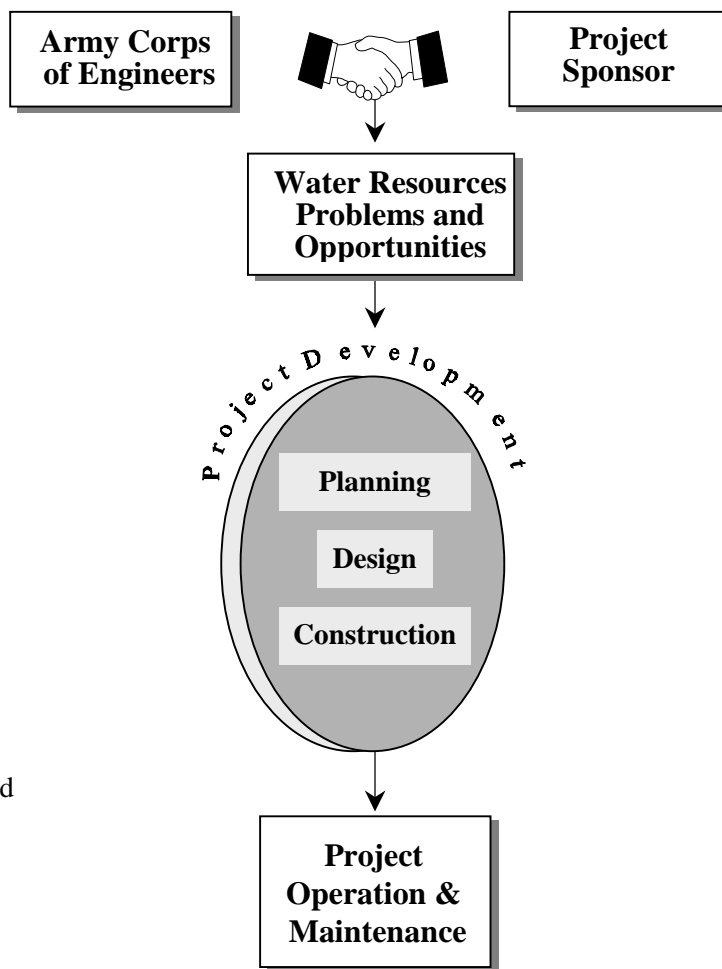 Army Corps
of Engineers
Project
Sponsor
Water Resources
Problems and
Opportunities
Project Development
Planning
Design
Construction
d
Project
Operation &
Maintenance